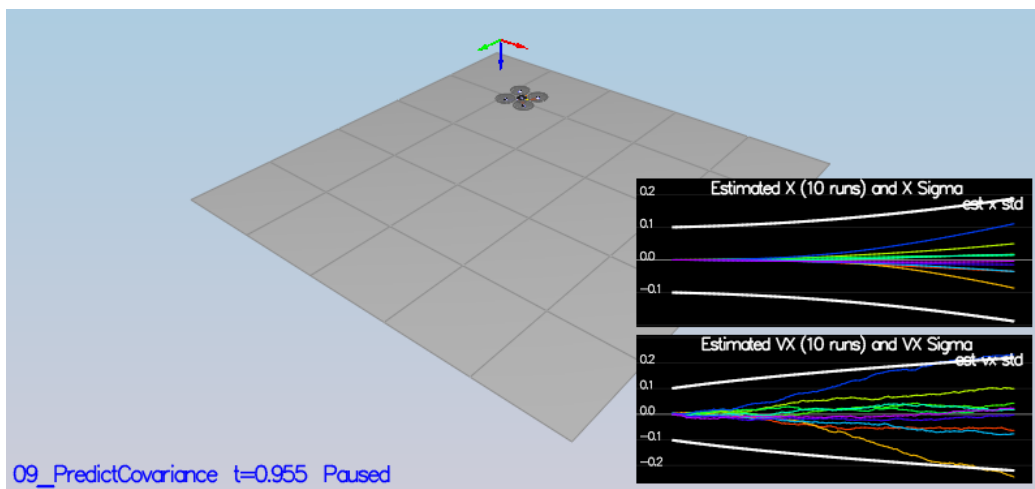 Estimated X (10 runs) and X Sigma
est x std
0.2
0.1
0.0
-0.1
Estimated VX (10 runs) and VX Sigma
est vx std
0.2
0.1
0.0
-0.1
-0.2
09_PredictCovariance t=0.955 Paused